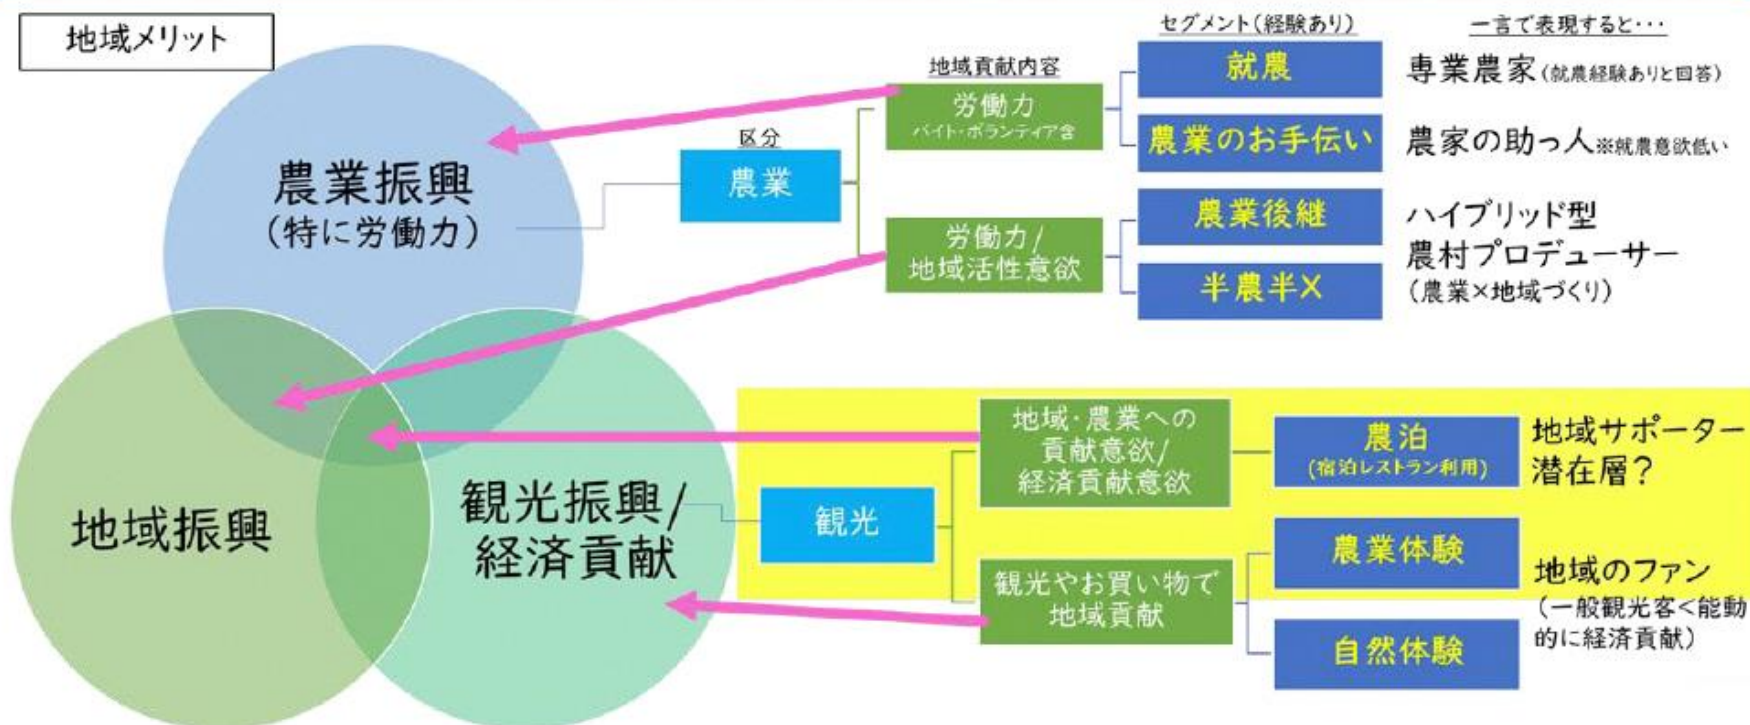 地域メリット
農業振興
（特に労働力）
地域振興
観光振興/
経済貢献
区分
農業
地域貢献内容
労働力
バイト・ボランティア含
労働力/
地域活性意欲
セグメント（経験あり）
就農
農業のお手伝い
農業後継
半農半X
一言で表現すると・・・
専業農家（就農経験ありと回答）
農家の助っ人※就農意欲低い
ハイブリッド型
農村プロデューサー
（農業×地域づくり）
観光
地域・農業への
貢献意欲/
経済貢献意欲
観光やお買い物で
地域貢献
農泊
（宿泊レストラン利用）
農業体験
自然体験
地域サポーター
潜在層？
地域のファン
（一般観光客<能動
的に経済貢献）